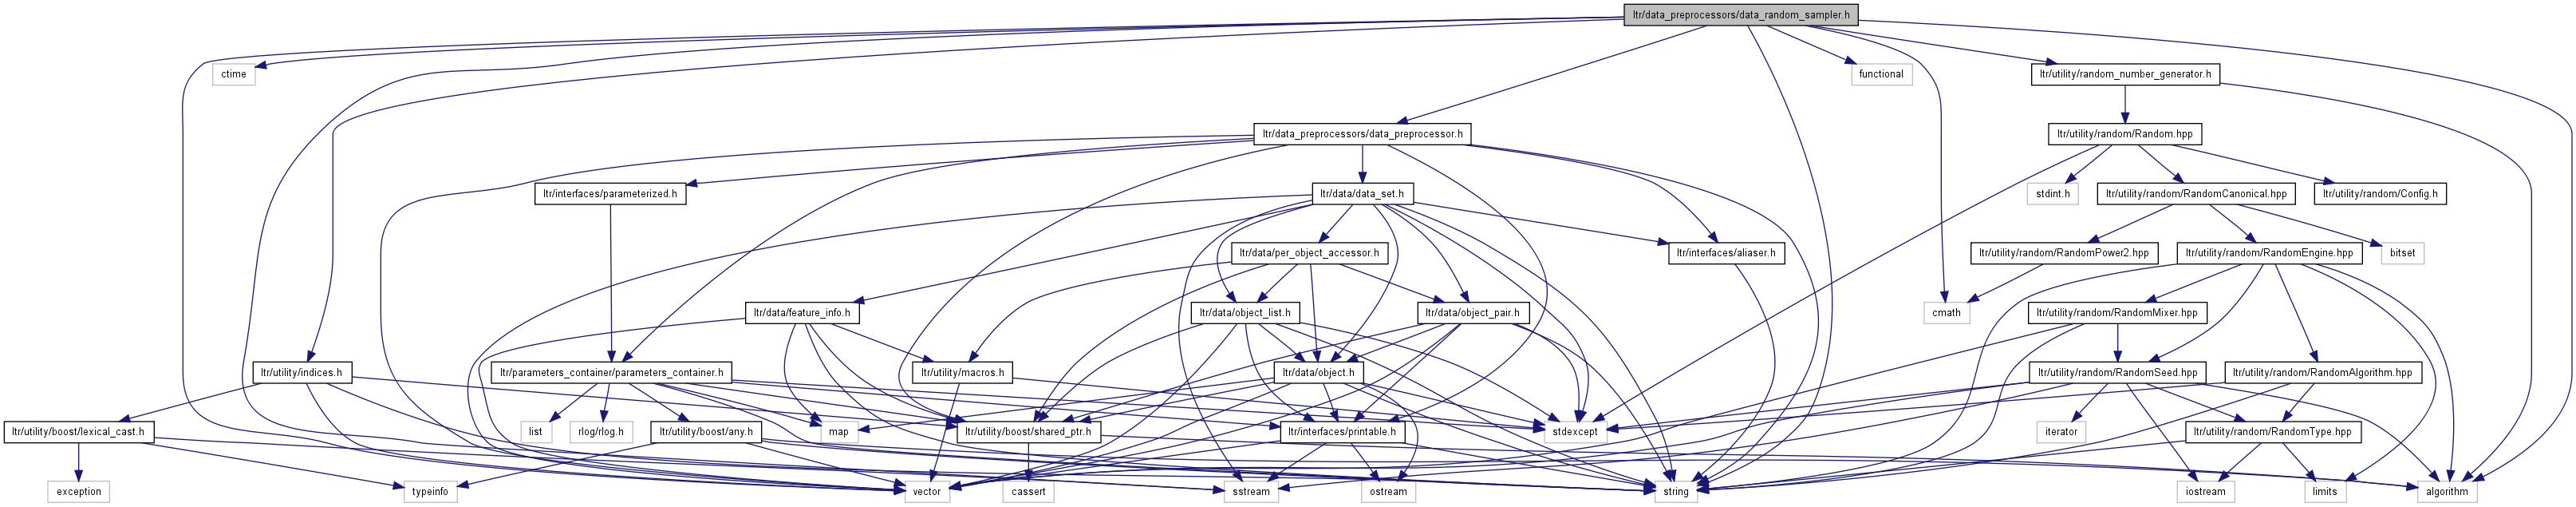 ltr/data_preprocessors/data_random_sampler.h
ctime
functional
ltr/utility/random_number_generator.h
ltr/data_preprocessors/data_preprocessor.h
ltr/utility/random/Random.hpp
ltr/interfaces/parameterized.h
ltr/data/data_set.h
stdint.h
ltr/utility/random/RandomCanonical.hpp
ltr/utility/random/Config.h
ltr/data/per_object_accessor.h
ltr/interfaces/aliaser.h
ltr/utility/random/RandomPower2.hpp
ltr/utility/random/RandomEngine.hpp
bitset
ltr/data/feature_info.h
ltr/data/object_list.h
ltr/data/object_pair.h
cmath
ltr/utility/random/RandomMixer.hpp
ltr/utility/indices.h
ltr/parameters_container/parameters_container.h
ltr/utility/macros.h
ltr/data/object.h
ltr/utility/random/RandomSeed.hpp
ltr/utility/random/RandomAlgorithm.hpp
ltr/utility/boost/lexical_cast.h
list
rlog/rlog.h
ltr/utility/boost/any.h
map
ltr/utility/boost/shared_ptr.h
ltr/interfaces/printable.h
stdexcept
iterator
ltr/utility/random/RandomType.hpp
exception
typeinfo
vector
cassert
sstream
ostream
string
iostream
limits
algorithm